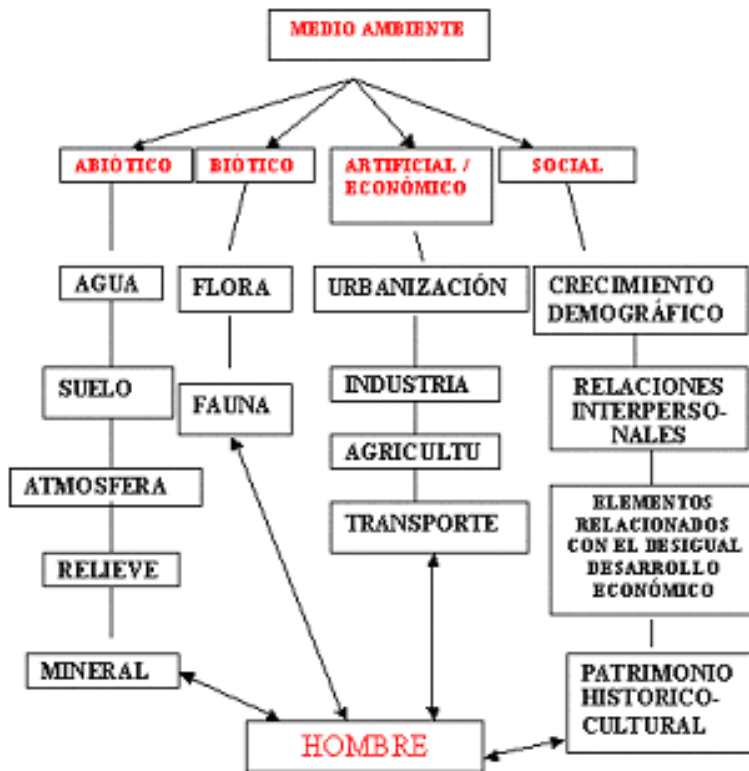 MEDIO AMBIENTE
ABIÓTICO
BIÓTICO
ARTIFICIAL /
ECONÓMICO
SOCIAL
AGUA
FLORA
URBANIZACIÓN
CRECIMIENTO
DEMOGRÁFICO
SUELO
FAUNA
INDUSTRIA
RELACIONES
INTERPERSO-
NALES
AGRICULTU
ATMOSFERA
TRANSPORTE
ELEMENTOS
RELACIONADOS
CON EL DESIGUAL
DESARROLLO
ECONÓMICO
RELIEVE
MINERAL
PATRIMONIO
HISTORICO-
CULTURAL
HOMBRE